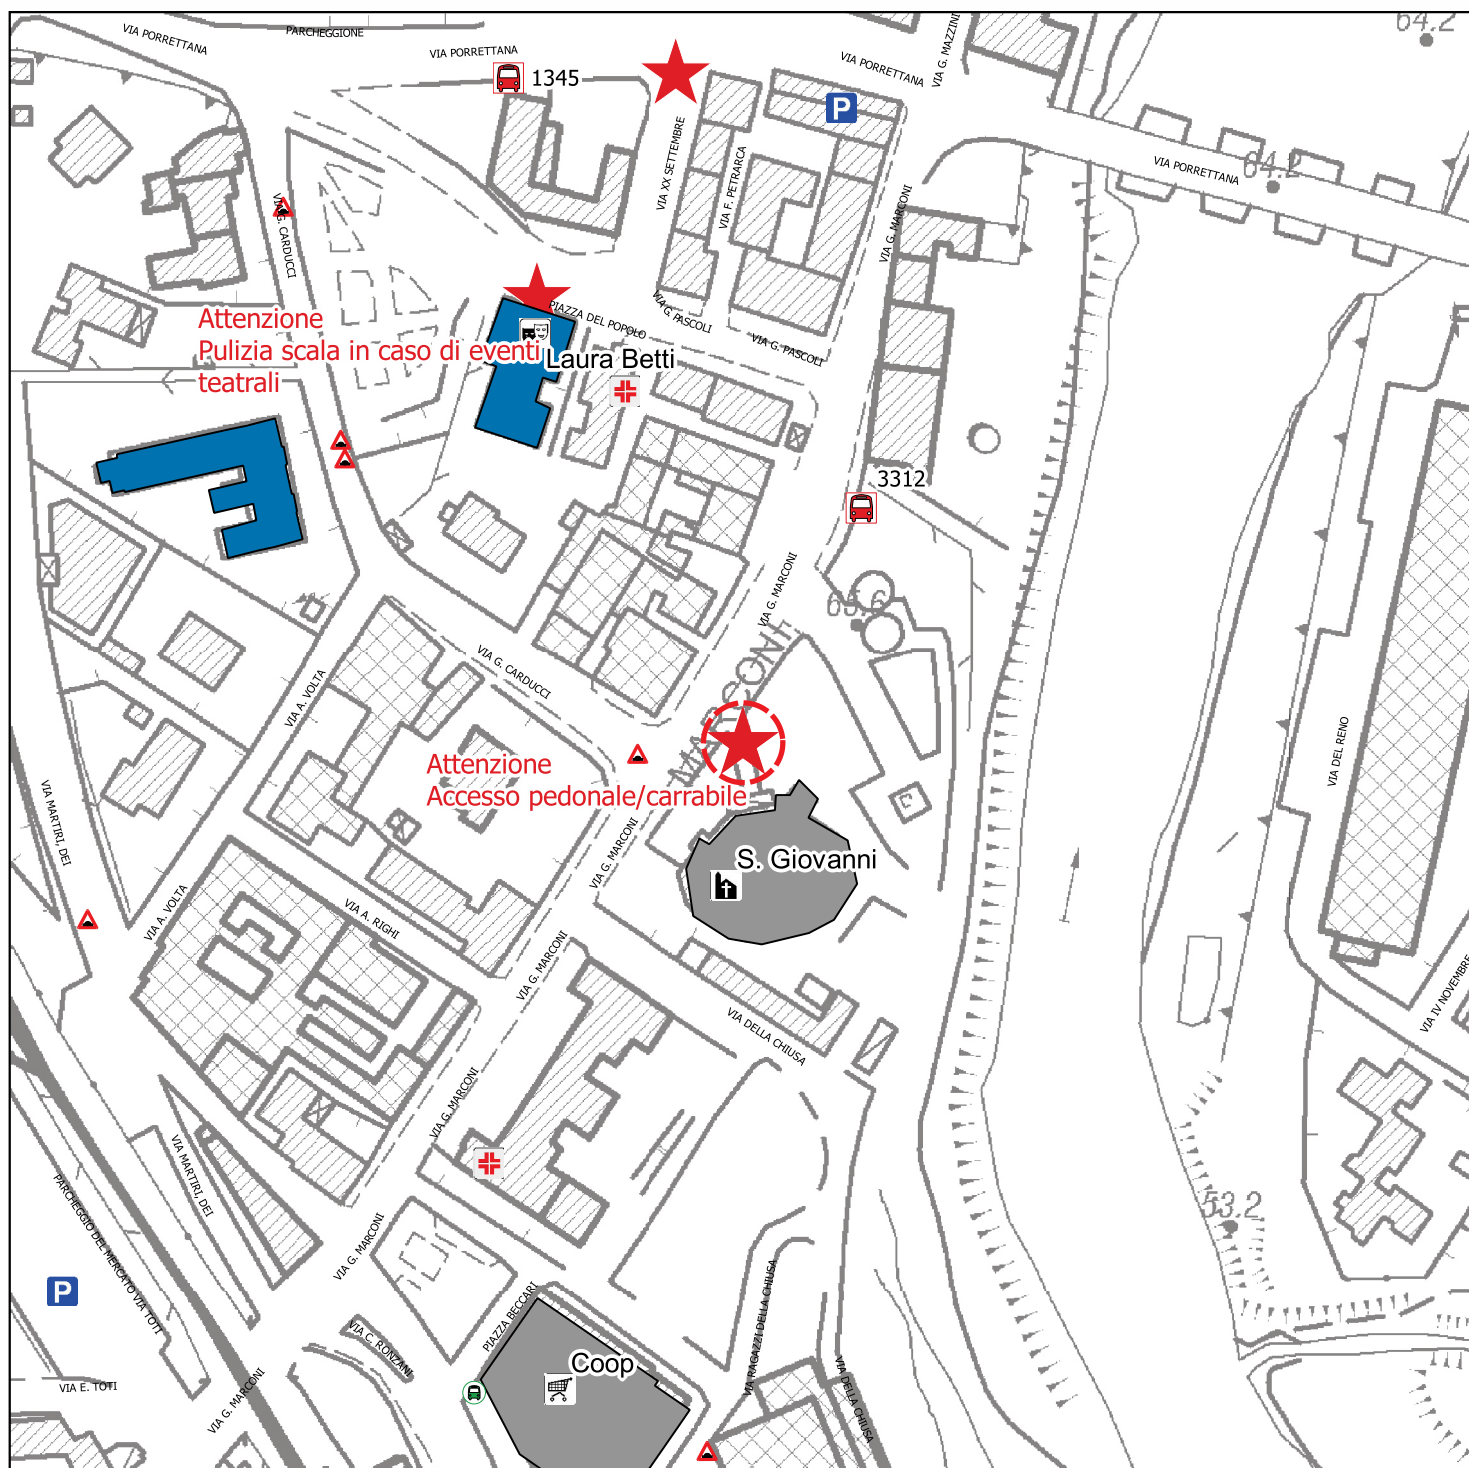 VIA PORRETTANA
PARCHEGGIONE
VIA PORRETTANA
1345
VIA PORRETTANA
VIA G. MAZZINI
64.2
P
VIA XX SETTEMBRE
VIA F. PETRARCA
VIA PORRETTANA
64.2
VIA G. CARDUCCI
VIA G. MARCONI
VIA G. PASCOLI
PIAZZA DEL POPOLO
VIA G. PASCOLI
Attenzione
Pulizia scala in caso di eventi
teatrali
Laura Betti
3312
VIA G. MARCONI
65.6
VIA G. CARDUCCI
VIA A. VOLTA
MARCONI
VIA DEL RENO
Attenzione
Accesso pedonale/carrabile
VIA MARTIRI, DEI
VIA G. MARCONI
S. Giovanni
VIA A. VOLTA
VIA A. RIGHI
VIA G. MARCONI
VIA IV NOVEMBRE
VIA DELLA CHIUSA
VIA G. MARCONI
VIA MARTIRI, DEI
PARCHEGGIO DEL MERCATO VIA TOTI
53.2
VIA G. MARCONI
P
PIAZZA BECCARI
VIA RAGAZZI DELLA CHIUSA
VIA C. RONZANI
Coop
VIA E. TOTI
VIA G. MARCONI
VIA DELLA CHIUSA